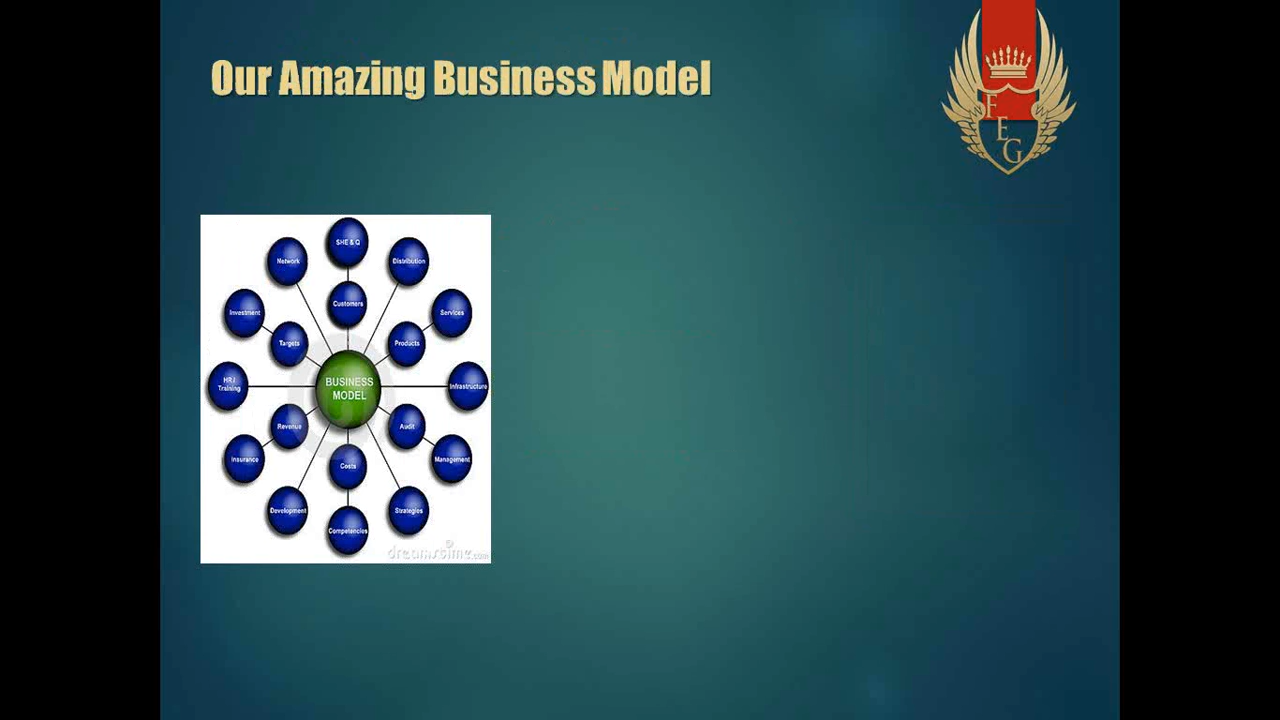 Our Amazing Business Model
F
E
G
SHE & Q
Network
Distribution
Customers
Investment
Services
Targets
Products
BUSINESS
MODEL
HR /
Training
Infrastructure
Revenue
Audit
Insurance
Management
Costs
Development
Strategies
Competencies
dreamstime.com